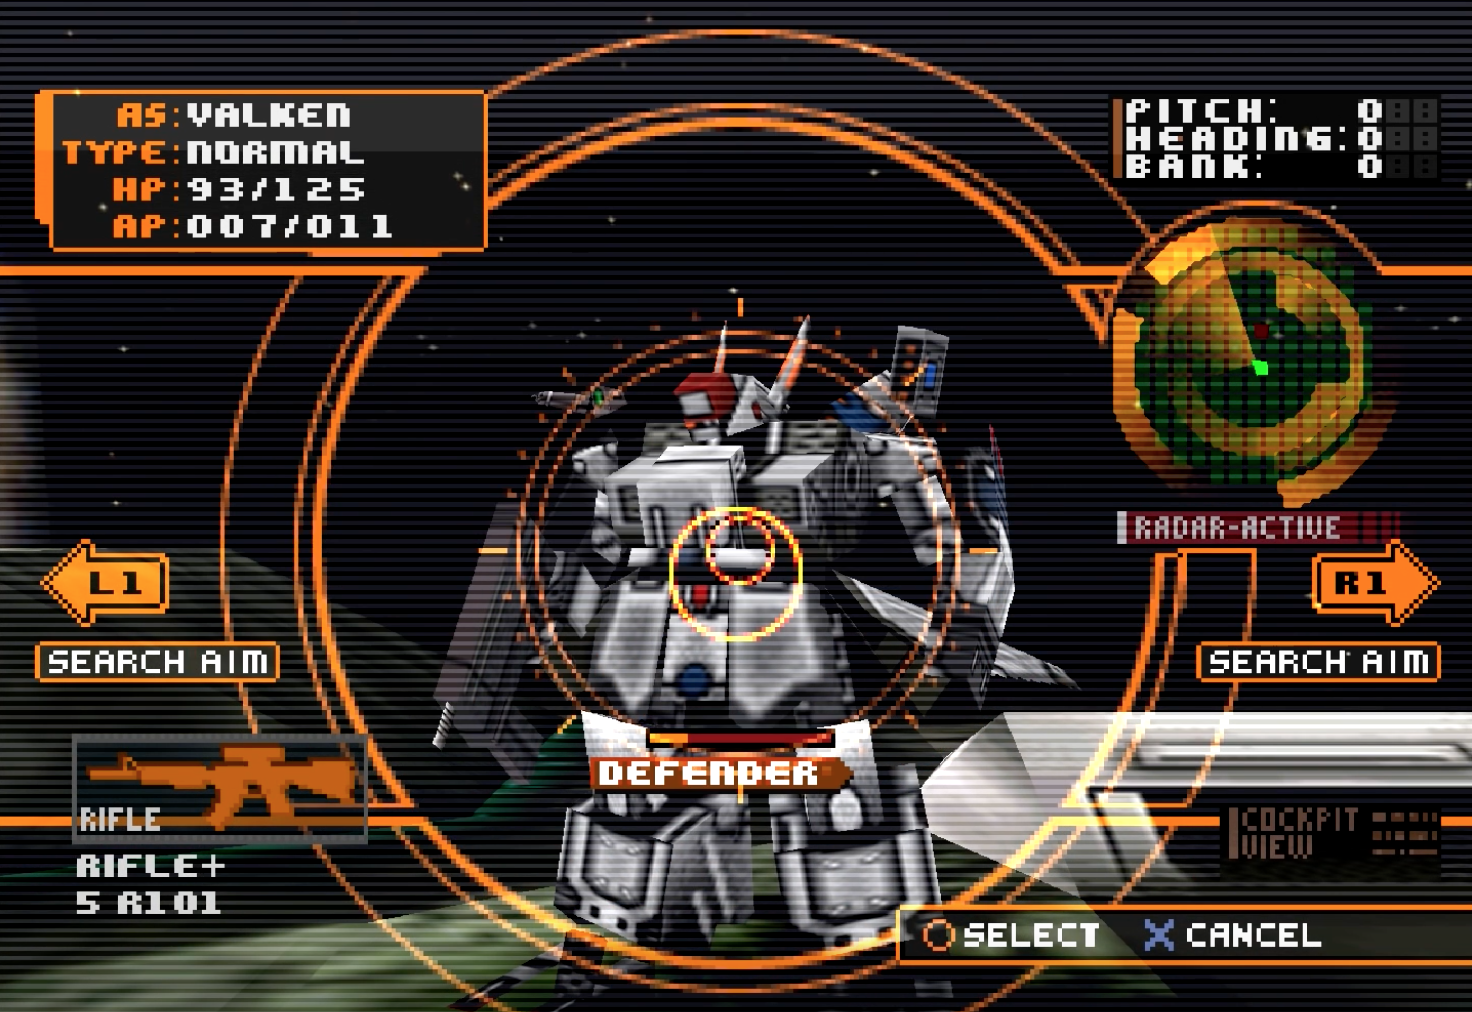 AS:VALKEN
TYPE:NORMAL
HP:93/125
AP:007/011
PITCH: 0
HEADING: 0
BANK: 0
RADAR-ACTIVE
L1
R1
SEARCH AIM
SEARCH AIM
DEFENDER
RIFLE
RIFLE+
5 R101
COCKPIT
VIEW
SELECT
CANCEL